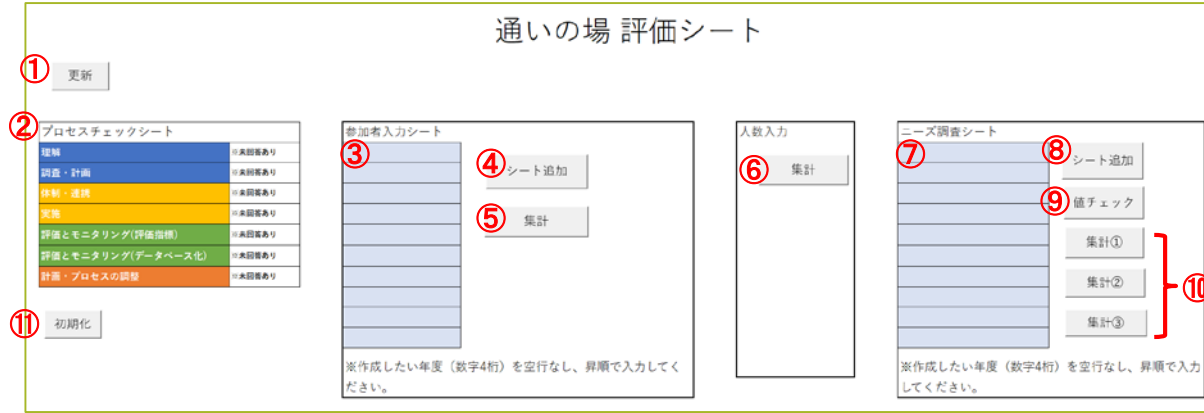 通いの場 評価シート
① 更新
② プロセスチェックシート
理解 ※未回答あり
調査・計画 ※未回答あり
体制・連携 ※未回答あり
実施 ※未回答あり
評価とモニタリング(評価指標) ※未回答あり
評価とモニタリング(データベース化) ※未回答あり
計画・プロセスの調整 ※未回答あり
⑪ 初期化
参加者入力シート
③
④ シート追加
⑤ 集計
※作成したい年度（数字4桁）を空行なし、昇順で入力してく
ださい。
人数入力
⑥ 集計
ニーズ調査シート
⑦
⑧ シート追加
⑨ 値チェック
集計①
集計②
集計③
⑩
※作成したい年度（数字4桁）を空行なし、昇順で入力
してください。